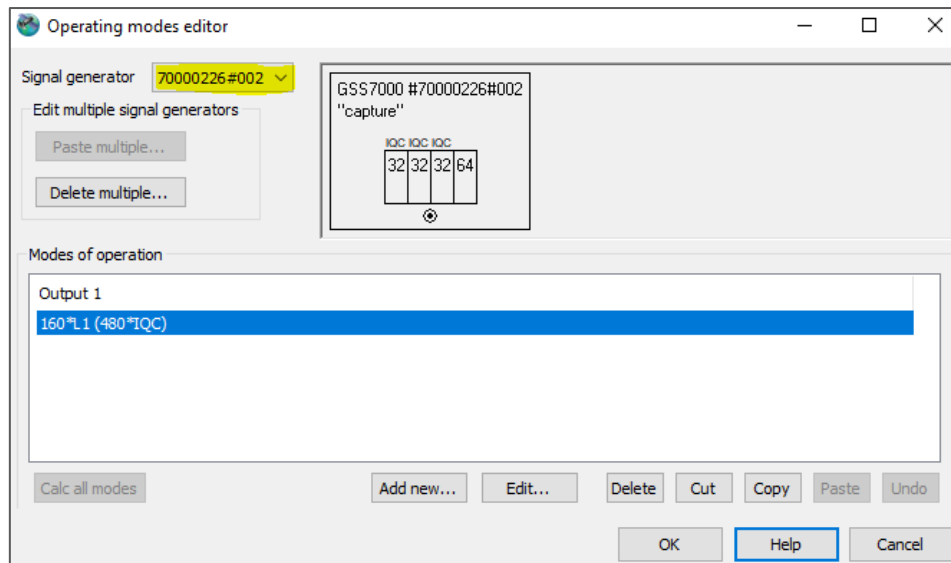 Operating modes editor
Signal generator 70000226#002
Edit multiple signal generators
Paste multiple...
Delete multiple...
GSS7000 #70000226#002
"capture"
IQC IQC IQC
32 32 32 64
Modes of operation
Output 1
160*L1 (480*IQC)
Calc all modes Add new... Edit... Delete Cut Copy Paste Undo
OK Help Cancel